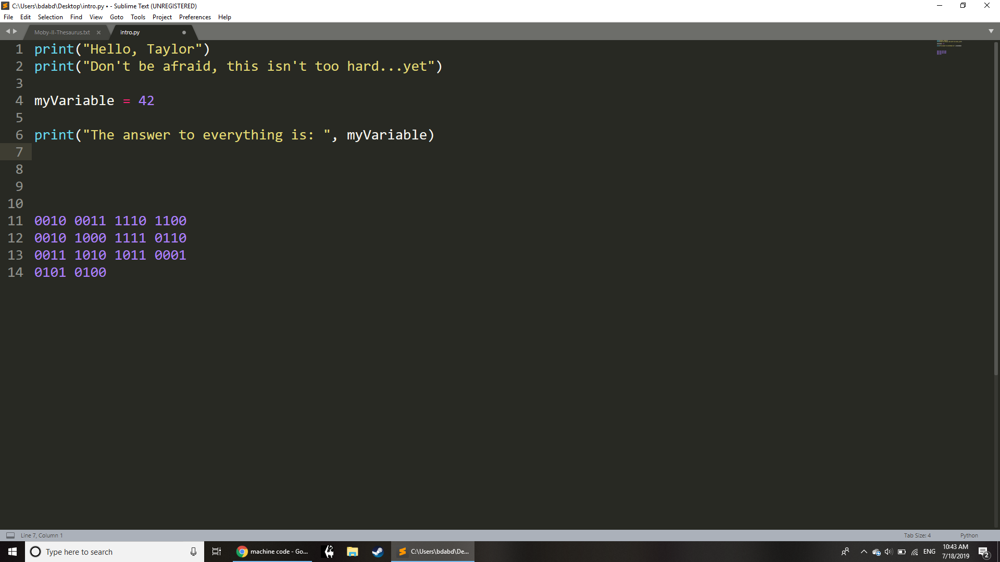 C:\Users\bdabd\Desktop\intro.py • - Sublime Text (UNREGISTERED)
File Edit Selection Find View Goto Tools Project Preferences Help
Moby-II-Thesaurus.txt × intro.py
1 print("Hello, Taylor")
2 print("Don't be afraid, this isn't too hard...yet")
3
4 myVariable = 42
5
6 print("The answer to everything is: ", myVariable)
7
8
9
10
11 0010 0011 1110 1100
12 0010 1000 1111 0110
13 0011 1010 1011 0001
14 0101 0100
Line 7, Column 1 Tab Size: 4 Python
Type here to search machine code - Go... C:\Users\bdabd\De... ENG 10:43 AM
7/18/2019 2